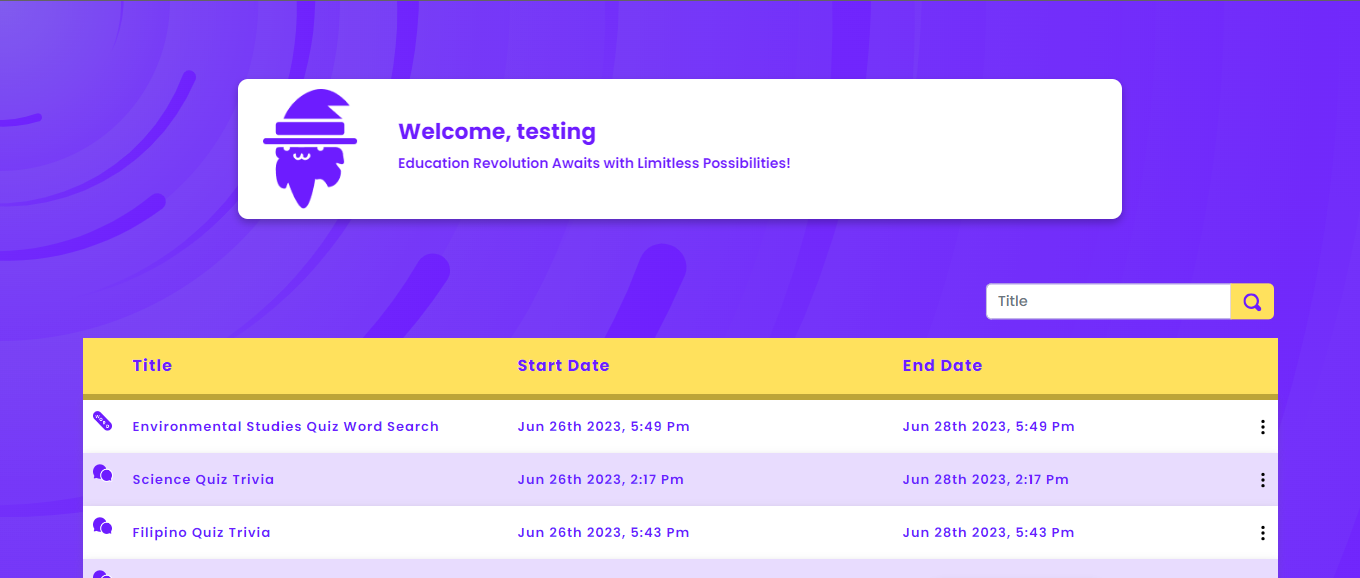 Welcome, testing
Education Revolution Awaits with Limitless Possibilities!
Title
Title Start Date End Date
Environmental Studies Quiz Word Search Jun 26th 2023, 5:49 Pm Jun 28th 2023, 5:49 Pm
Science Quiz Trivia Jun 26th 2023, 2:17 Pm Jun 28th 2023, 2:17 Pm
Filipino Quiz Trivia Jun 26th 2023, 5:43 Pm Jun 28th 2023, 5:43 Pm